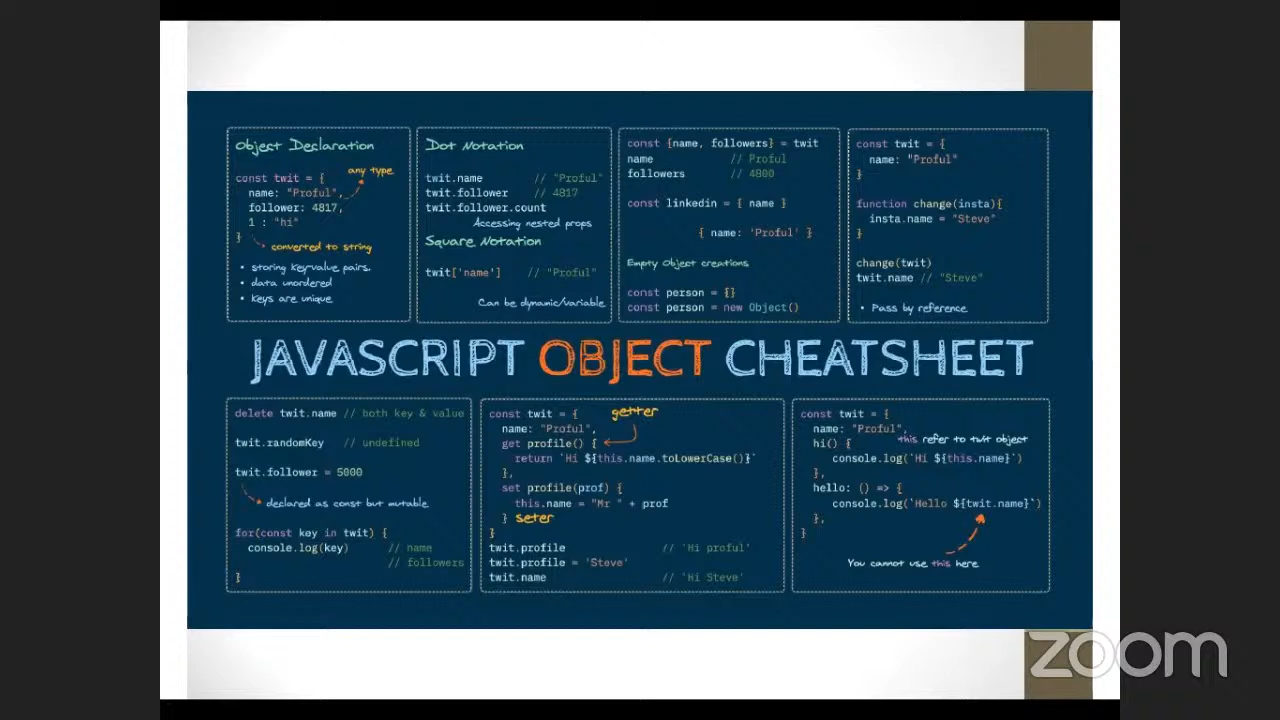 Object Declaration
const twit = {
any type
name: "Proful",
follower: 4817,
1 : "hi"
}
converted to string
• storing key-value pairs.
• data unordered
• keys are unique
Dot Notation
twit.name // "Proful"
twit.follower // 4817
twit.follower.count
Accessing nested props
Square Notation
twit['name'] // "Proful"
Can be dynamic/variable
const {name, followers} = twit
name // Proful
followers // 4800
const linkedin = { name }
{ name: 'Proful' }
Empty Object creations
const person = {}
const person = new Object()
const twit = {
name: "Proful"
}
function change(insta){
insta.name = "Steve"
}
change(twit)
twit.name // "Steve"
• Pass by reference
JAVASCRIPT OBJECT CHEATSHEET
delete twit.name // both key & value
twit.randomKey // undefined
twit.follower = 5000
declared as const but mutable
for(const key in twit) {
console.log(key) // name
// followers
}
const twit = {
getter
name: "Proful",
get profile() {
return `Hi ${this.name.toLowerCase()}`
},
set profile(prof) {
this.name = "Mr " + prof
} seter
}
twit.profile // 'Hi proful'
twit.profile = 'Steve'
twit.name // 'Hi Steve'
const twit = {
name: "Proful",
this refer to twit object
hi() {
console.log(`Hi ${this.name}`)
},
hello: () => {
console.log(`Hello ${twit.name}`)
},
}
You cannot use this here
zoom